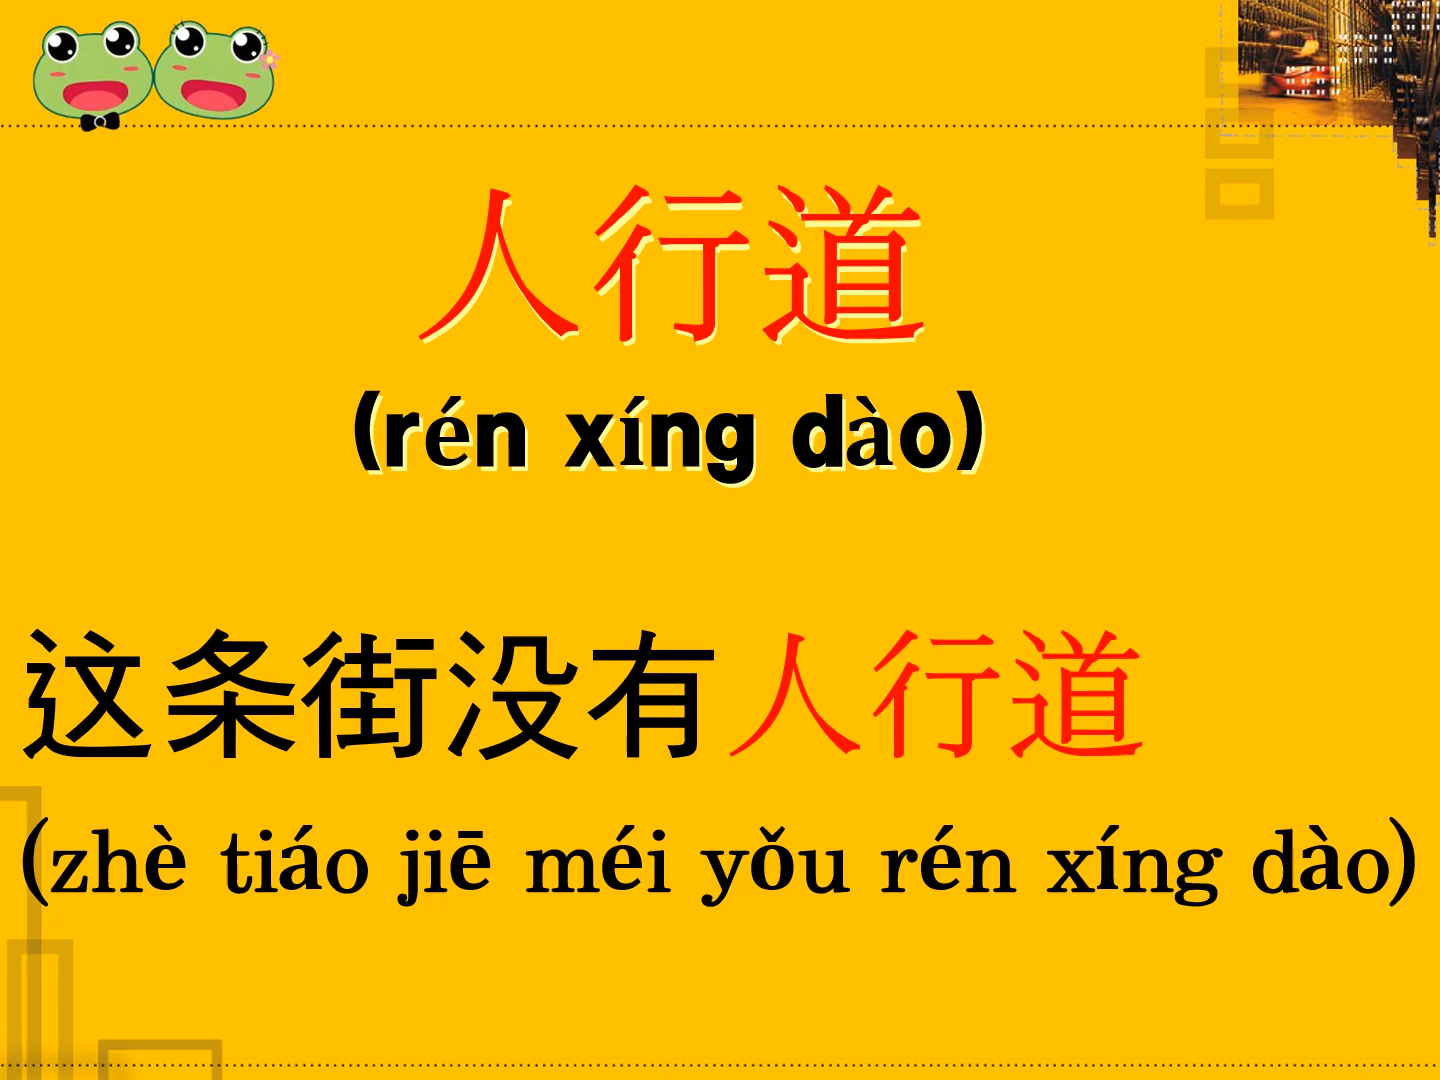 人行道
(rén xíng dào)
这条街没有人行道
(zhè tiáo jiē méi yǒu rén xíng dào)